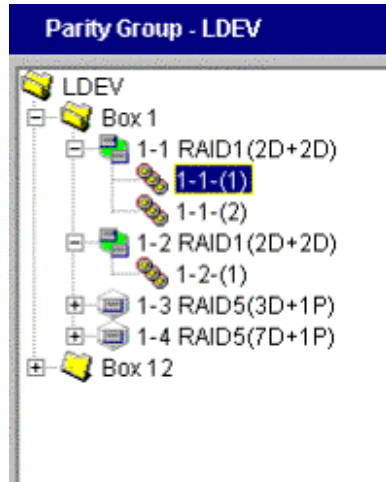 Parity Group - LDEV
LDEV
Box 1
1-1 RAID1(2D+2D)
1-1-(1)
1-1-(2)
1-2 RAID1(2D+2D)
1-2-(1)
1-3 RAID5(3D+1P)
1-4 RAID5(7D+1P)
Box 12